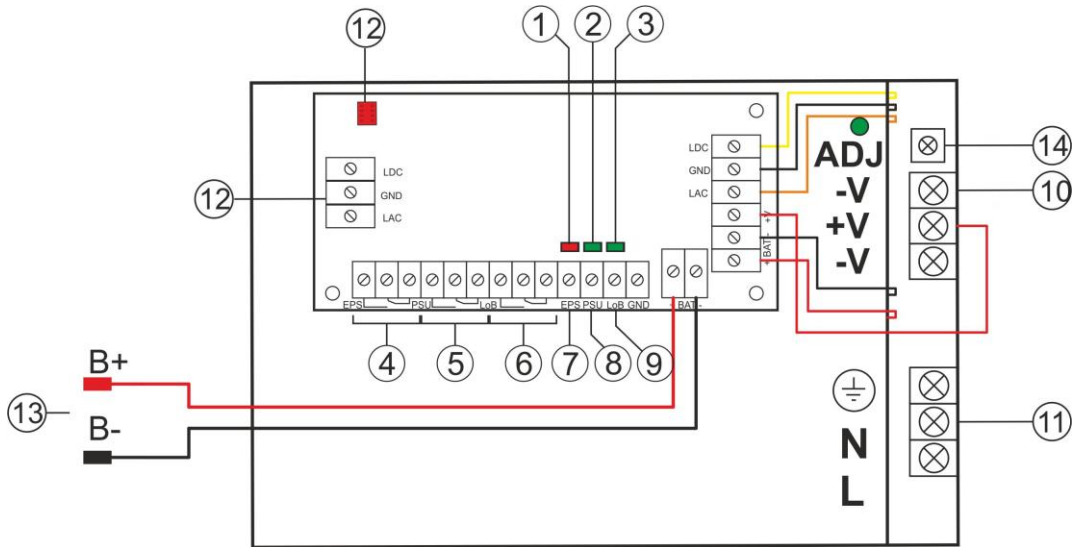 12
1
2
3
LDC
GND
LAC
LDC
GND
LAC
+V
+ BAT -
ADJ
-V
+V
-V
14
10
12
EPS PSU LoB EPS PSU LoB GND
+ BAT -
4
5
6
7
8
9
B+
13
B-
N
L
11